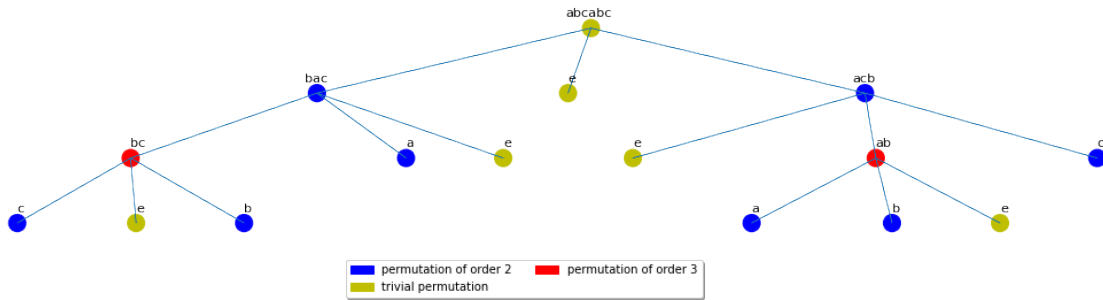 abcabc
bac e acb
bc a e e ab c
c e b a b e
permutation of order 2 permutation of order 3
trivial permutation